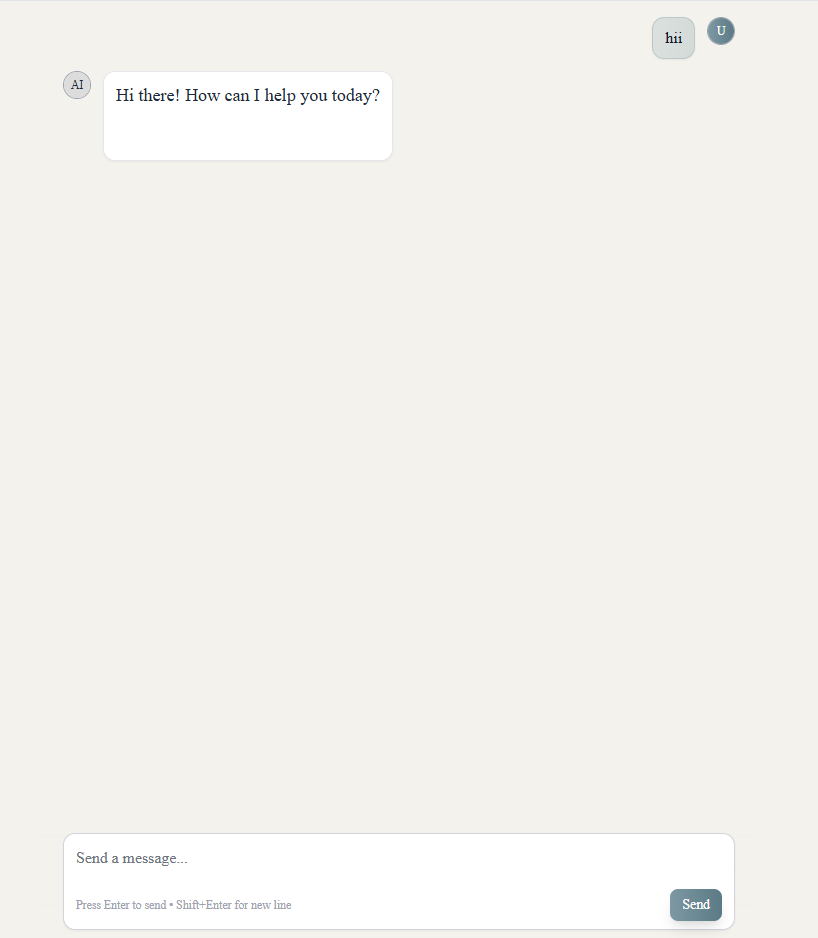 hii
U
AI
Hi there! How can I help you today?
Send a message...
Press Enter to send • Shift+Enter for new line
Send